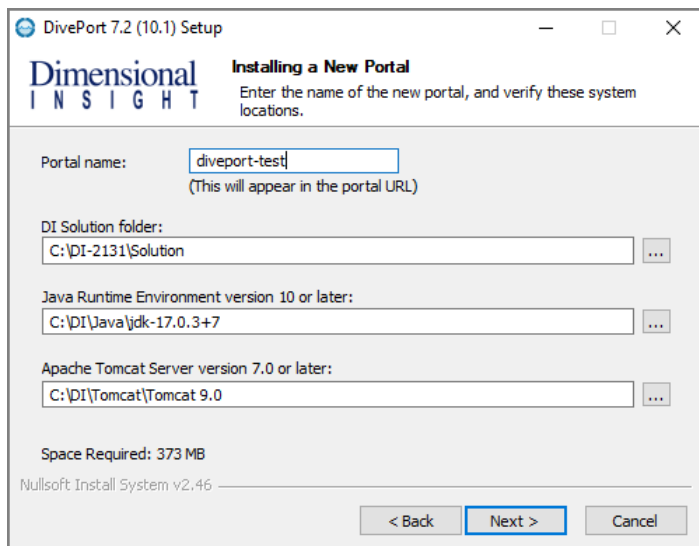 DivePort 7.2 (10.1) Setup
Dimensional
INSIGHT
Installing a New Portal
Enter the name of the new portal, and verify these system
locations.
Portal name:
diveport-test
(This will appear in the portal URL)
DI Solution folder:
C:\DI-2131\Solution
...
Java Runtime Environment version 10 or later:
C:\DI\Java\jdk-17.0.3+7
...
Apache Tomcat Server version 7.0 or later:
C:\DI\Tomcat\Tomcat 9.0
...
Space Required: 373 MB
Nullsoft Install System v2.46
< Back
Next >
Cancel